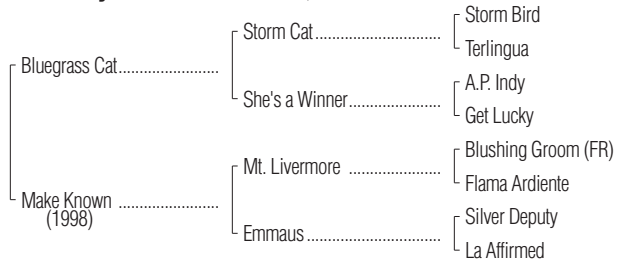 Storm Bird
Storm Cat
Terlingua
Bluegrass Cat
A.P. Indy
She's a Winner
Get Lucky
Blushing Groom (FR)
Mt. Livermore
Flama Ardiente
Make Known
(1998)
Silver Deputy
Emmaus
La Affirmed